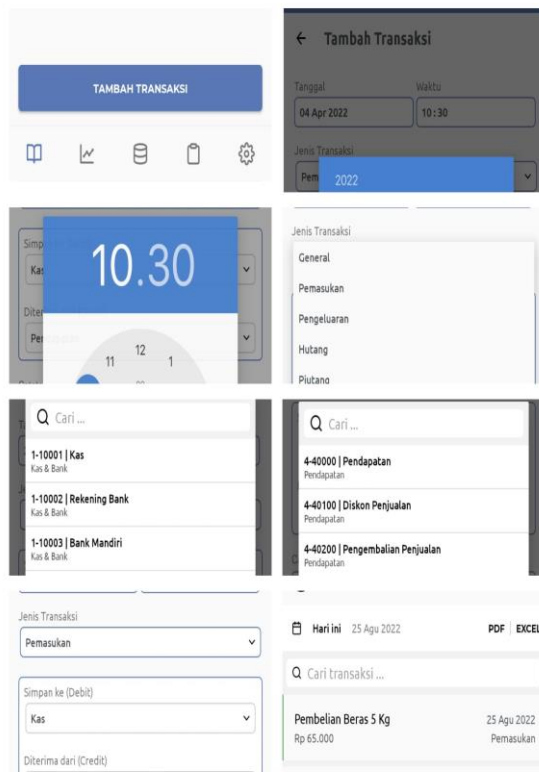 TAMBAH TRANSAKSI
Tambah Transaksi
Tanggal
Waktu
04 Apr 2022
10:30
Jenis Transaksi
Pem
2022
Simp
Kas
10.30
Diter
Pen
11
12
1
Jenis Transaksi
General
Pemasukan
Pengeluaran
Hutang
Piutang
Cari ...
1-10001 | Kas
Kas & Bank
1-10002 | Rekening Bank
Kas & Bank
1-10003 | Bank Mandiri
Kas & Bank
Cari ...
4-40000 | Pendapatan
Pendapatan
4-40100 | Diskon Penjualan
Pendapatan
4-40200 | Pengembalian Penjualan
Pendapatan
Jenis Transaksi
Pemasukan
Simpan ke (Debit)
Kas
Diterima dari (Credit)
Hari ini 25 Agu 2022
PDF | EXCEL
Cari transaksi ...
Pembelian Beras 5 Kg
25 Agu 2022
Rp 65.000
Pemasukan